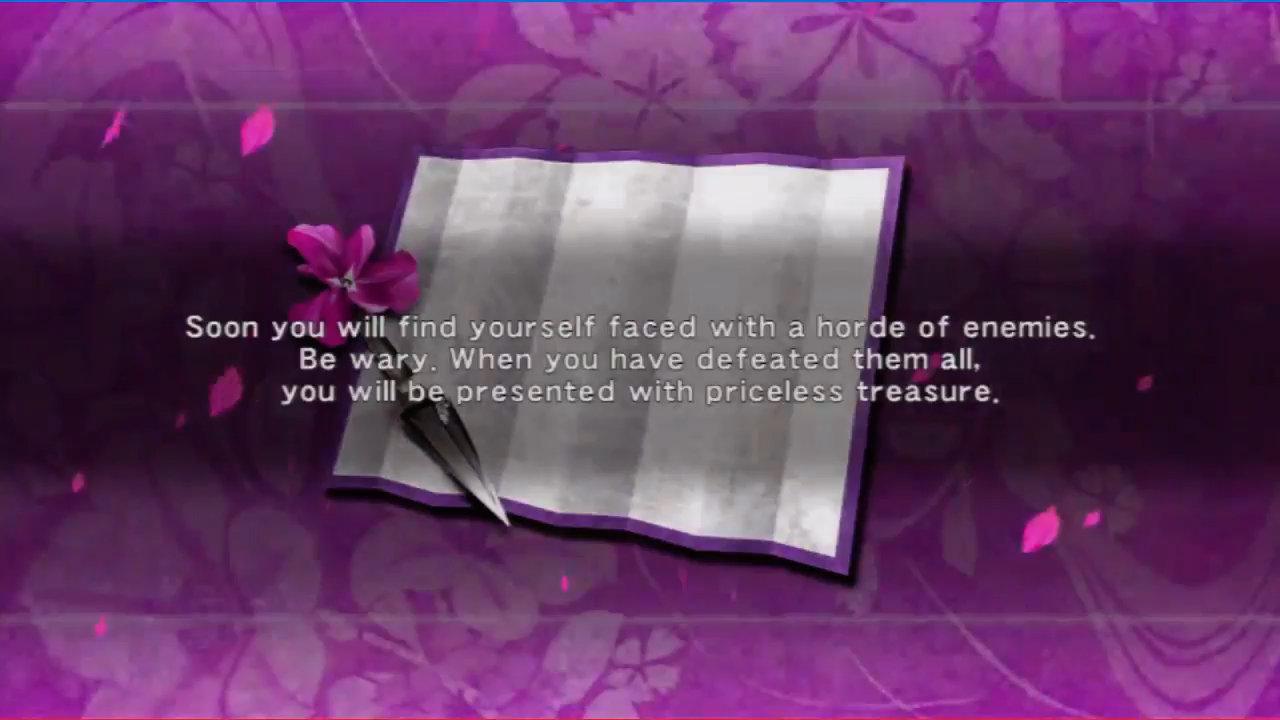 Soon you will find yourself faced with a horde of enemies.
Be wary. When you have defeated them all,
you will be presented with priceless treasure.